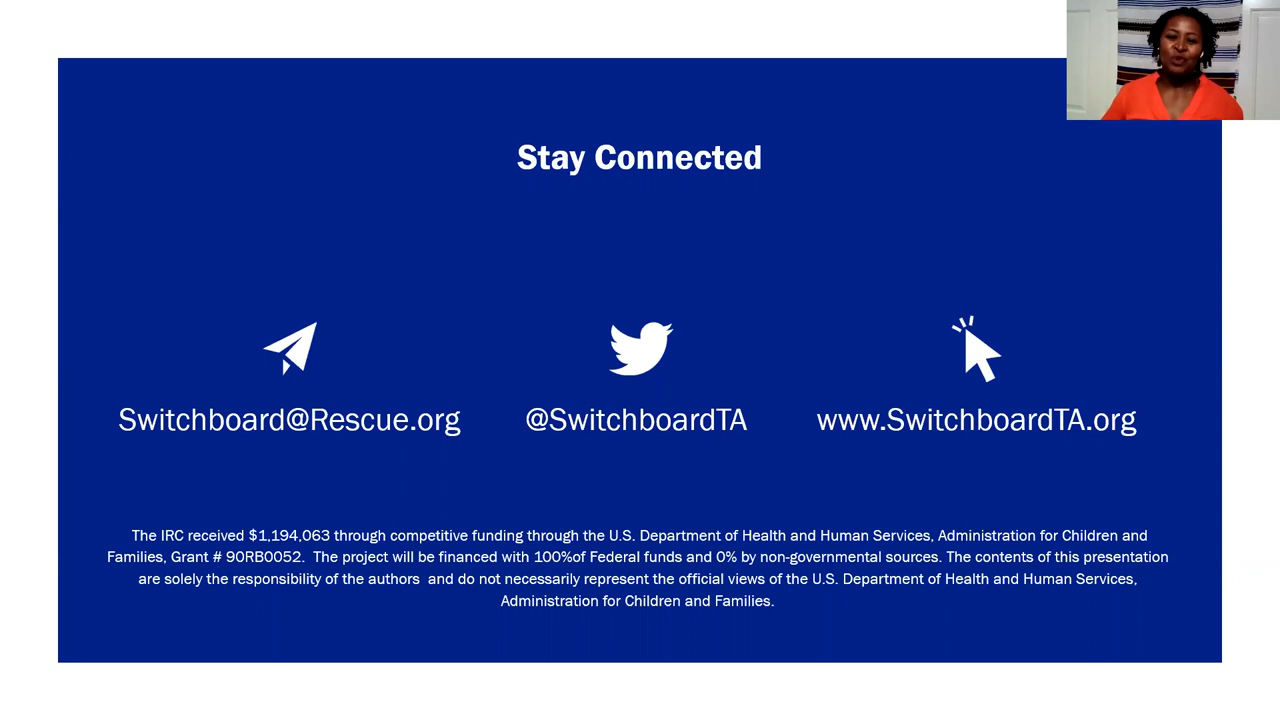 Stay Connected
Switchboard@Rescue.org
@SwitchboardTA
www.SwitchboardTA.org
The IRC received $1,194,063 through competitive funding through the U.S. Department of Health and Human Services, Administration for Children and
Families, Grant # 90RB0052.  The project will be financed with 100%of Federal funds and 0% by non-governmental sources. The contents of this presentation
are solely the responsibility of the authors  and do not necessarily represent the official views of the U.S. Department of Health and Human Services,
Administration for Children and Families.